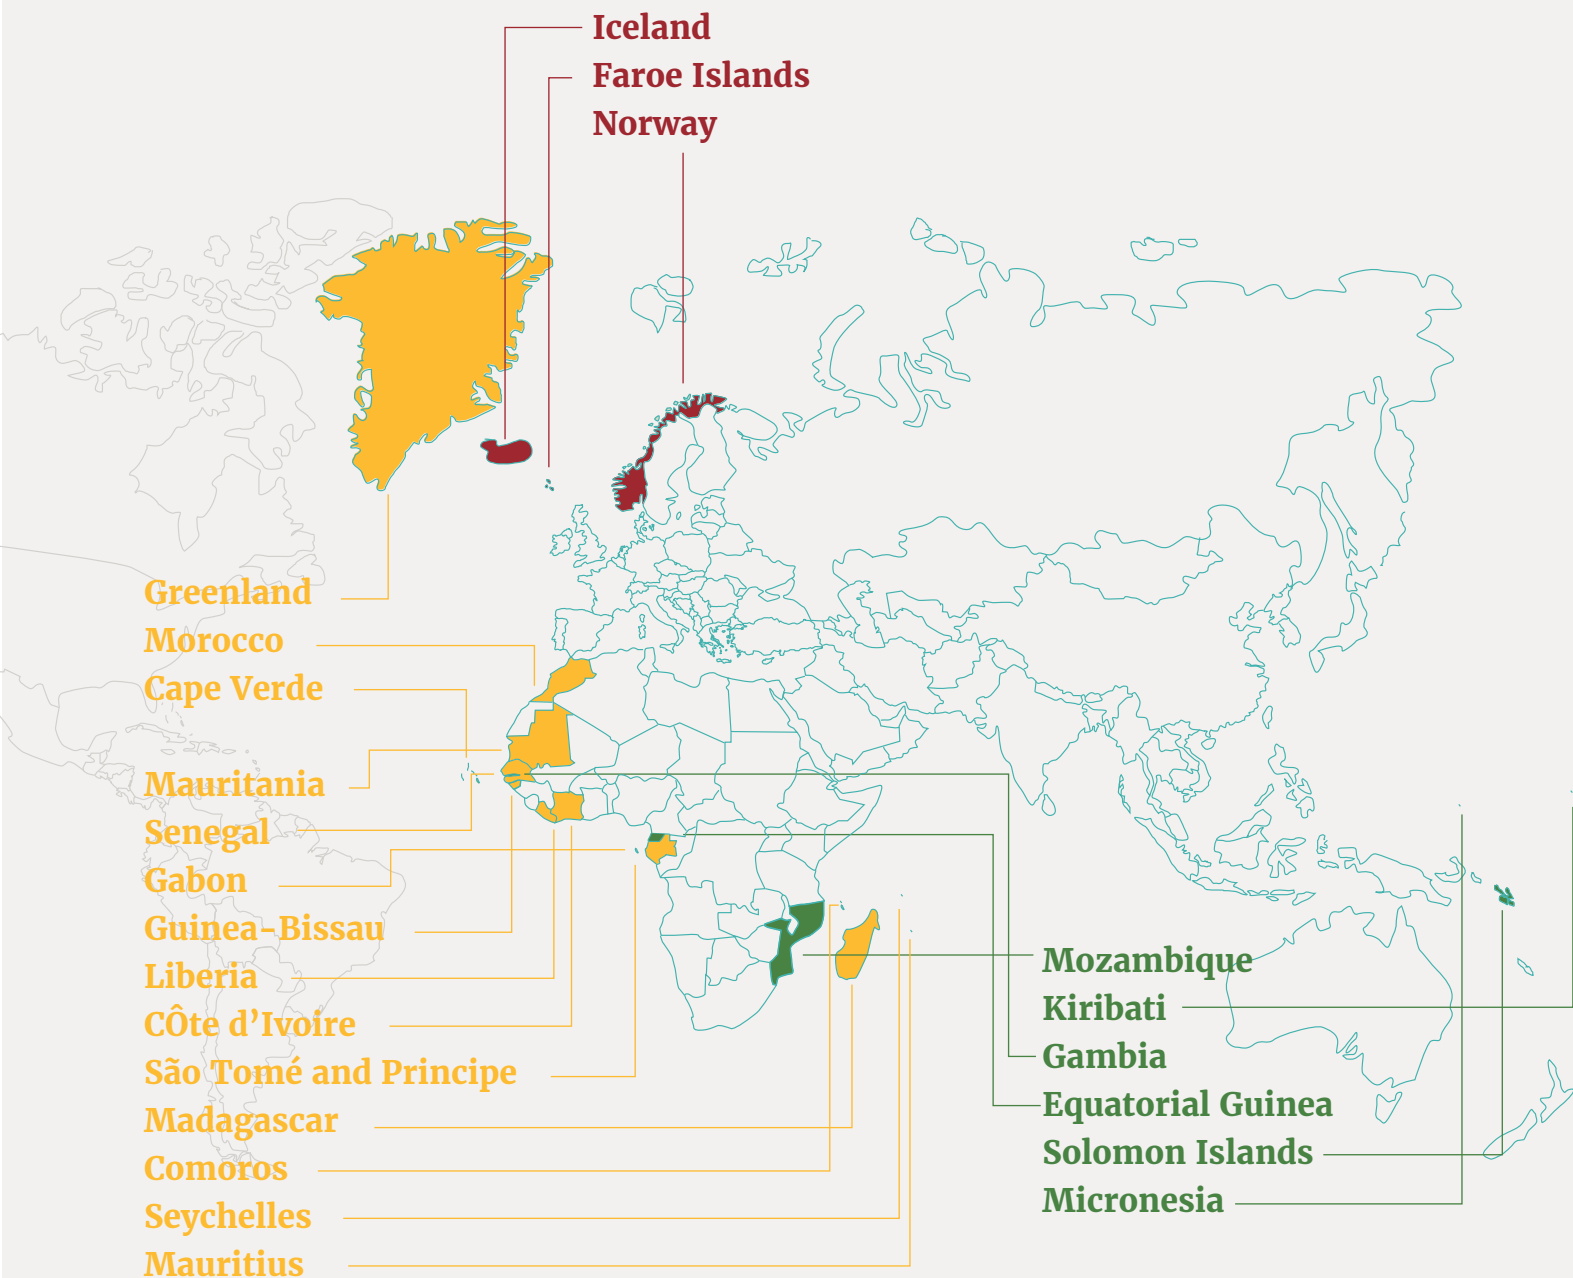 Iceland
Faroe Islands
Norway
Greenland
Morocco
Cape Verde
Mauritania
Senegal
Gabon
Guinea-Bissau
Liberia
CÔte d’Ivoire
São Tomé and Principe
Madagascar
Comoros
Seychelles
Mauritius
Mozambique
Kiribati
Gambia
Equatorial Guinea
Solomon Islands
Micronesia